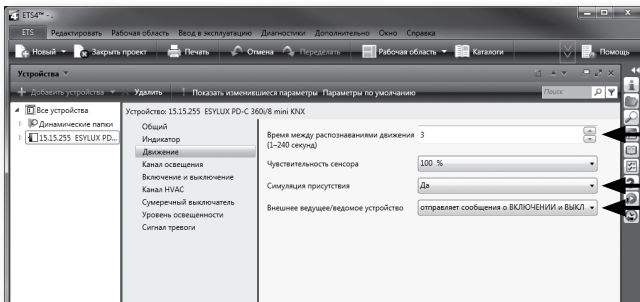 ETS4™ - .
ETS Редактировать Рабочая область Ввод в эксплуатацию Диагностики Дополнительно Окно Справка
Новый Закрыть проект Печать Отмена Переделать Рабочая область Каталоги Помощь
Устройства
Добавить устройства Удалить Показать изменившиеся параметры Параметры по умолчанию Поиск
Все устройства
Динамические папки
15.15.255 ESYLUX PD...
Устройство: 15.15.255 ESYLUX PD-C 360i/8 mini KNX
Общий
Индикатор
Движение
Канал освещения
Включение и выключение
Канал HVAC
Сумеречный выключатель
Уровень освещенности
Сигнал тревоги
Время между распознаваниями движения 3
(1–240 секунд)
Чувствительность сенсора 100 %
Симуляция присутствия Да
Внешнее ведущее/ведомое устройство отправляет сообщения о ВКЛЮЧЕНИИ и ВЫКЛ